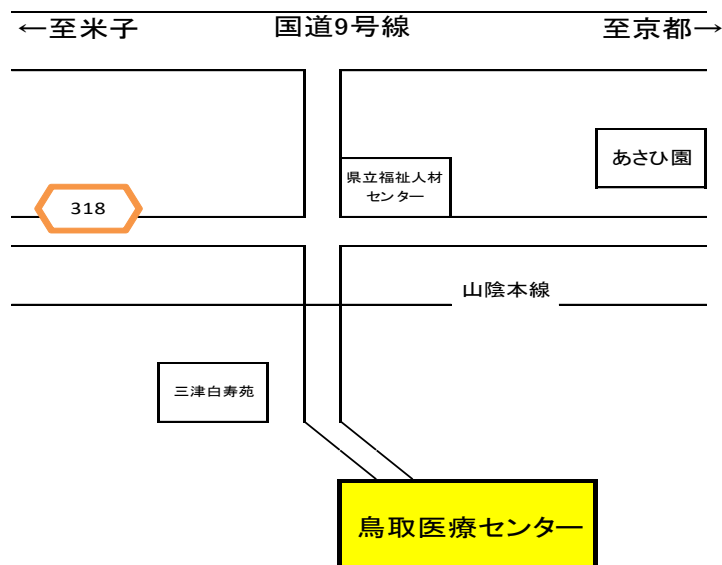 ←至米子 国道9号線 至京都→
あさひ園
県立福祉人材
センター
318
山陰本線
三津白寿苑
鳥取医療センター